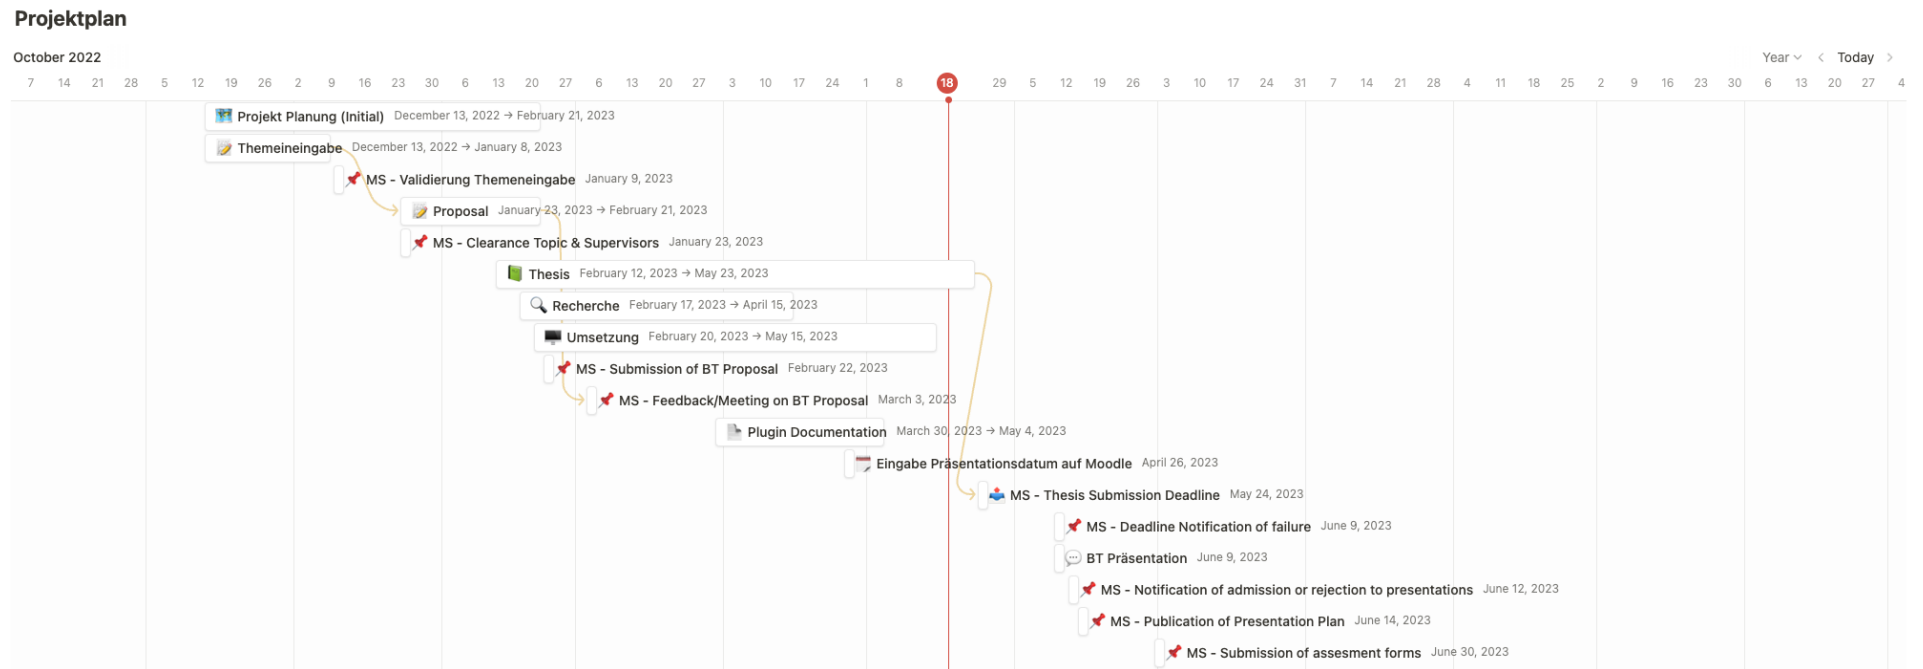 Projektplan
October 2022 Year Today
7 14 21 28 5 12 19 26 2 9 16 23 30 6 13 20 27 6 13 20 27 3 10 17 24 1 8 18 29 5 12 19 26 3 10 17 24 31 7 14 21 28 4 11 18 25 2 9 16 23 30 6 13 20 27 4
Projekt Planung (Initial) December 13, 2022 → February 21, 2023
Themeineingabe December 13, 2022 → January 8, 2023
MS - Validierung Themeneingabe January 9, 2023
Proposal January 23, 2023 → February 21, 2023
MS - Clearance Topic & Supervisors January 23, 2023
Thesis February 12, 2023 → May 23, 2023
Recherche February 17, 2023 → April 15, 2023
Umsetzung February 20, 2023 → May 15, 2023
MS - Submission of BT Proposal February 22, 2023
MS - Feedback/Meeting on BT Proposal March 3, 2023
Plugin Documentation March 30, 2023 → May 4, 2023
Eingabe Präsentationsdatum auf Moodle April 26, 2023
MS - Thesis Submission Deadline May 24, 2023
MS - Deadline Notification of failure June 9, 2023
BT Präsentation June 9, 2023
MS - Notification of admission or rejection to presentations June 12, 2023
MS - Publication of Presentation Plan June 14, 2023
MS - Submission of assesment forms June 30, 2023